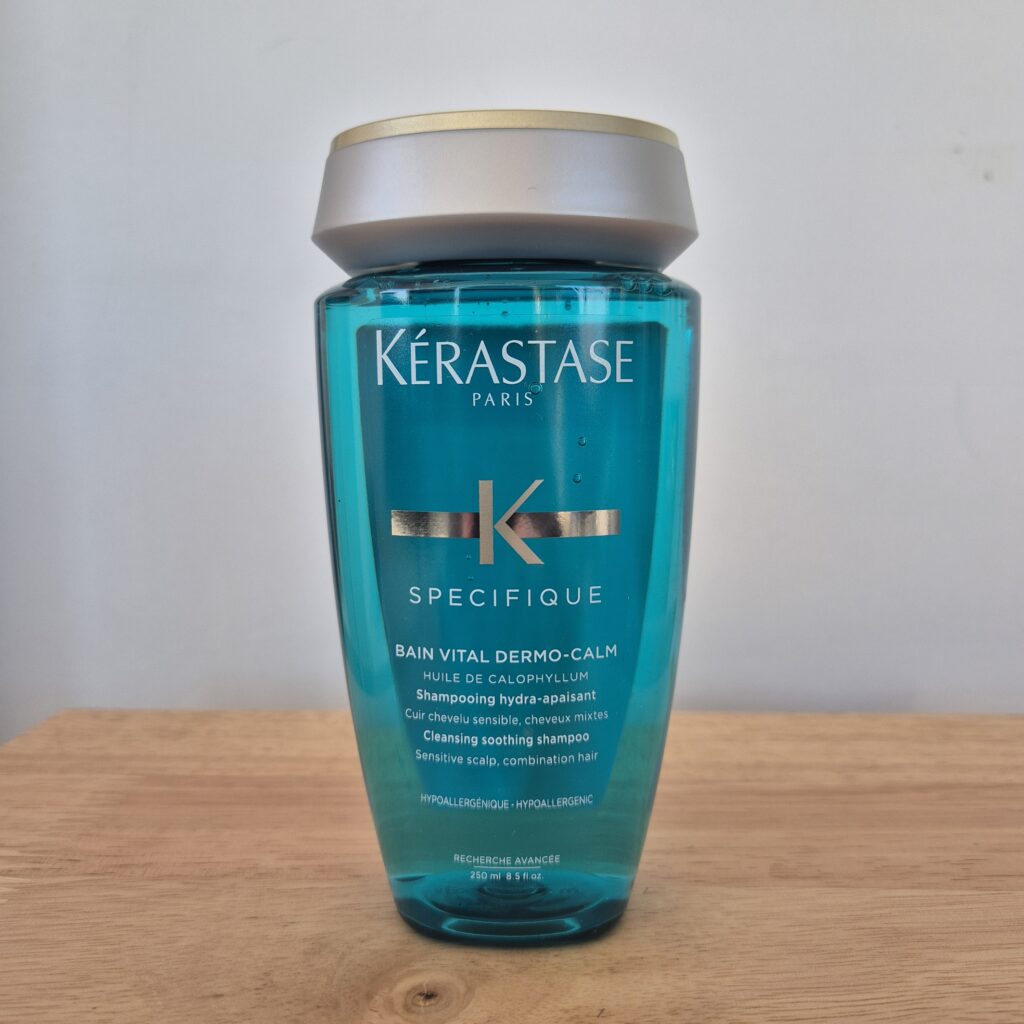 KÉRASTASE
PARIS
K
SPECIFIQUE
BAIN VITAL DERMO-CALM
HUILE DE CALOPHYLLUM
Shampooing hydra-apaisant
Cuir chevelu sensible, cheveux mixtes
Cleansing soothing shampoo
Sensitive scalp, combination hair
HYPOALLERGÉNIQUE - HYPOALLERGENIC
RECHERCHE AVANCÉE
250 ml 8.5 fl.oz.